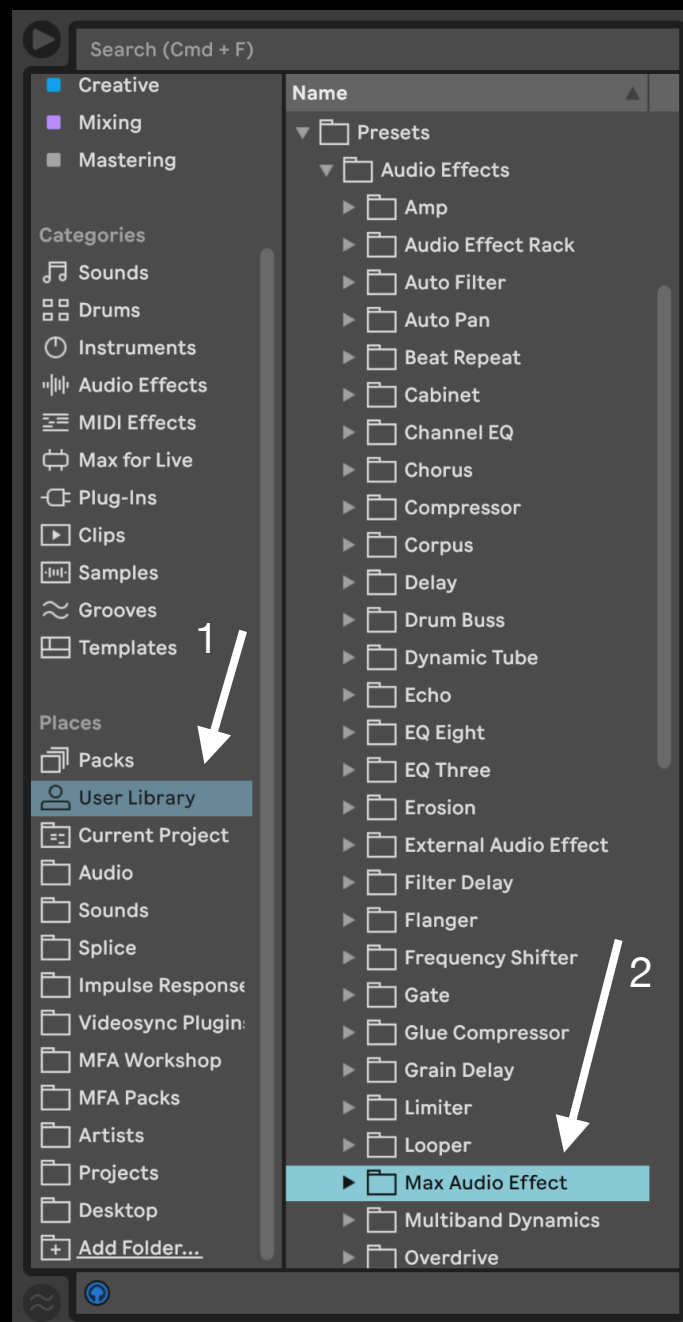 Search (Cmd + F)
Creative
Mixing
Mastering
Categories
Sounds
Drums
Instruments
Audio Effects
MIDI Effects
Max for Live
Plug-Ins
Clips
Samples
Grooves
Templates
1
Places
Packs
User Library
Current Project
Audio
Sounds
Splice
Impulse Response
Videosync Plugin
MFA Workshop
MFA Packs
Artists
Projects
Desktop
Add Folder...
Name
Presets
Audio Effects
Amp
Audio Effect Rack
Auto Filter
Auto Pan
Beat Repeat
Cabinet
Channel EQ
Chorus
Compressor
Corpus
Delay
Drum Buss
Dynamic Tube
Echo
EQ Eight
EQ Three
Erosion
External Audio Effect
Filter Delay
Flanger
Frequency Shifter
2
Gate
Glue Compressor
Grain Delay
Limiter
Looper
Max Audio Effect
Multiband Dynamics
Overdrive